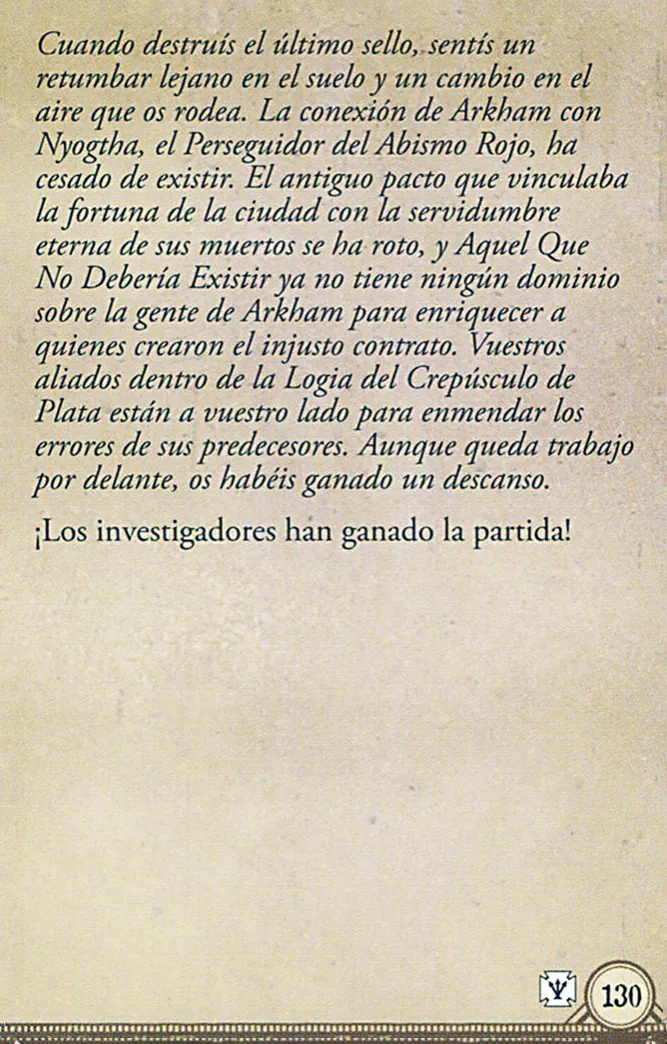 Cuando destruís el último sello, sentís un
retumbar lejano en el suelo y un cambio en el
aire que os rodea. La conexión de Arkham con
Nyogtha, el Perseguidor del Abismo Rojo, ha
cesado de existir. El antiguo pacto que vinculaba
la fortuna de la ciudad con la servidumbre
eterna de sus muertos se ha roto, y Aquel Que
No Debería Existir ya no tiene ningún dominio
sobre la gente de Arkham para enriquecer a
quienes crearon el injusto contrato. Vuestros
aliados dentro de la Logia del Crepúsculo de
Plata están a vuestro lado para enmendar los
errores de sus predecesores. Aunque queda trabajo
por delante, os habéis ganado un descanso.
¡Los investigadores han ganado la partida!
130